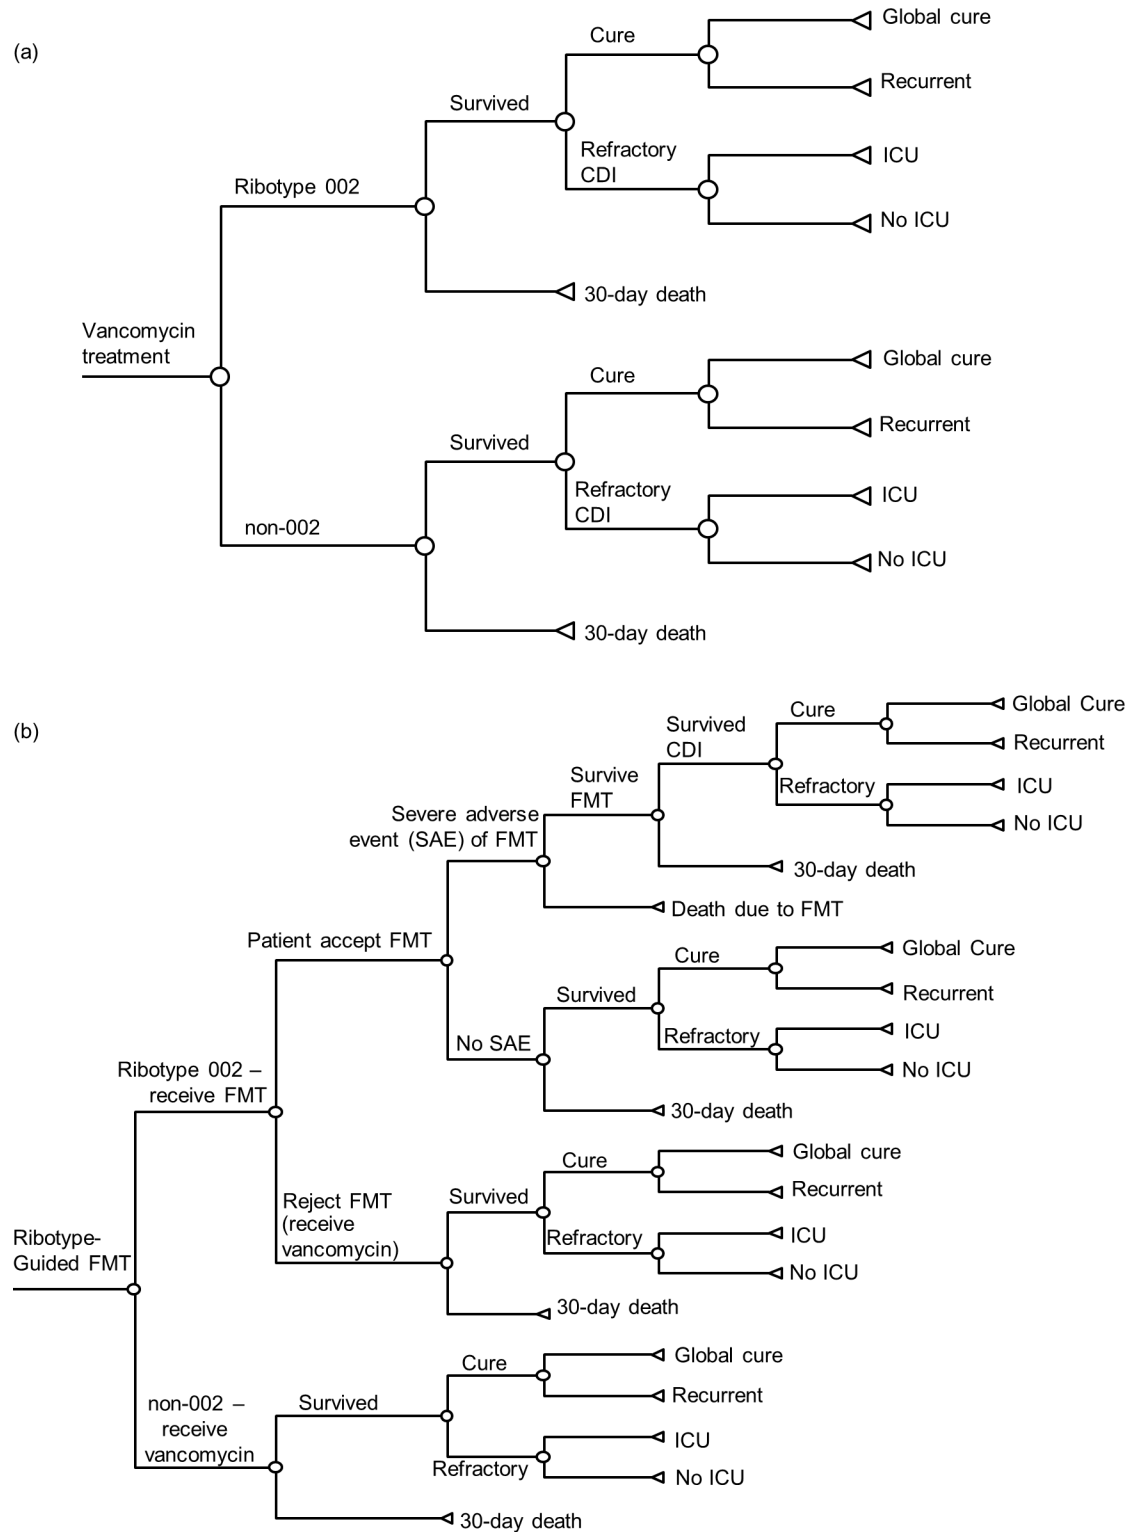 (a)
Global cure
Cure
Recurrent
Survived
Refractory
CDI
ICU
No ICU
Ribotype 002
30-day death
Vancomycin
treatment
Global cure
Cure
Recurrent
Survived
Refractory
CDI
ICU
No ICU
non-002
30-day death
(b)
Global Cure
Cure
Recurrent
Survived
CDI
Refractory
ICU
No ICU
Survive
FMT
30-day death
Severe adverse
event (SAE) of FMT
Death due to FMT
Patient accept FMT
Global Cure
Cure
Recurrent
Survived
Refractory
ICU
No ICU
No SAE
30-day death
Ribotype 002 –
receive FMT
Global cure
Cure
Recurrent
Survived
Refractory
ICU
No ICU
Reject FMT
(receive
vancomycin)
30-day death
Ribotype-
Guided FMT
Global cure
Cure
Recurrent
Survived
Refractory
ICU
No ICU
non-002 –
receive
vancomycin
30-day death